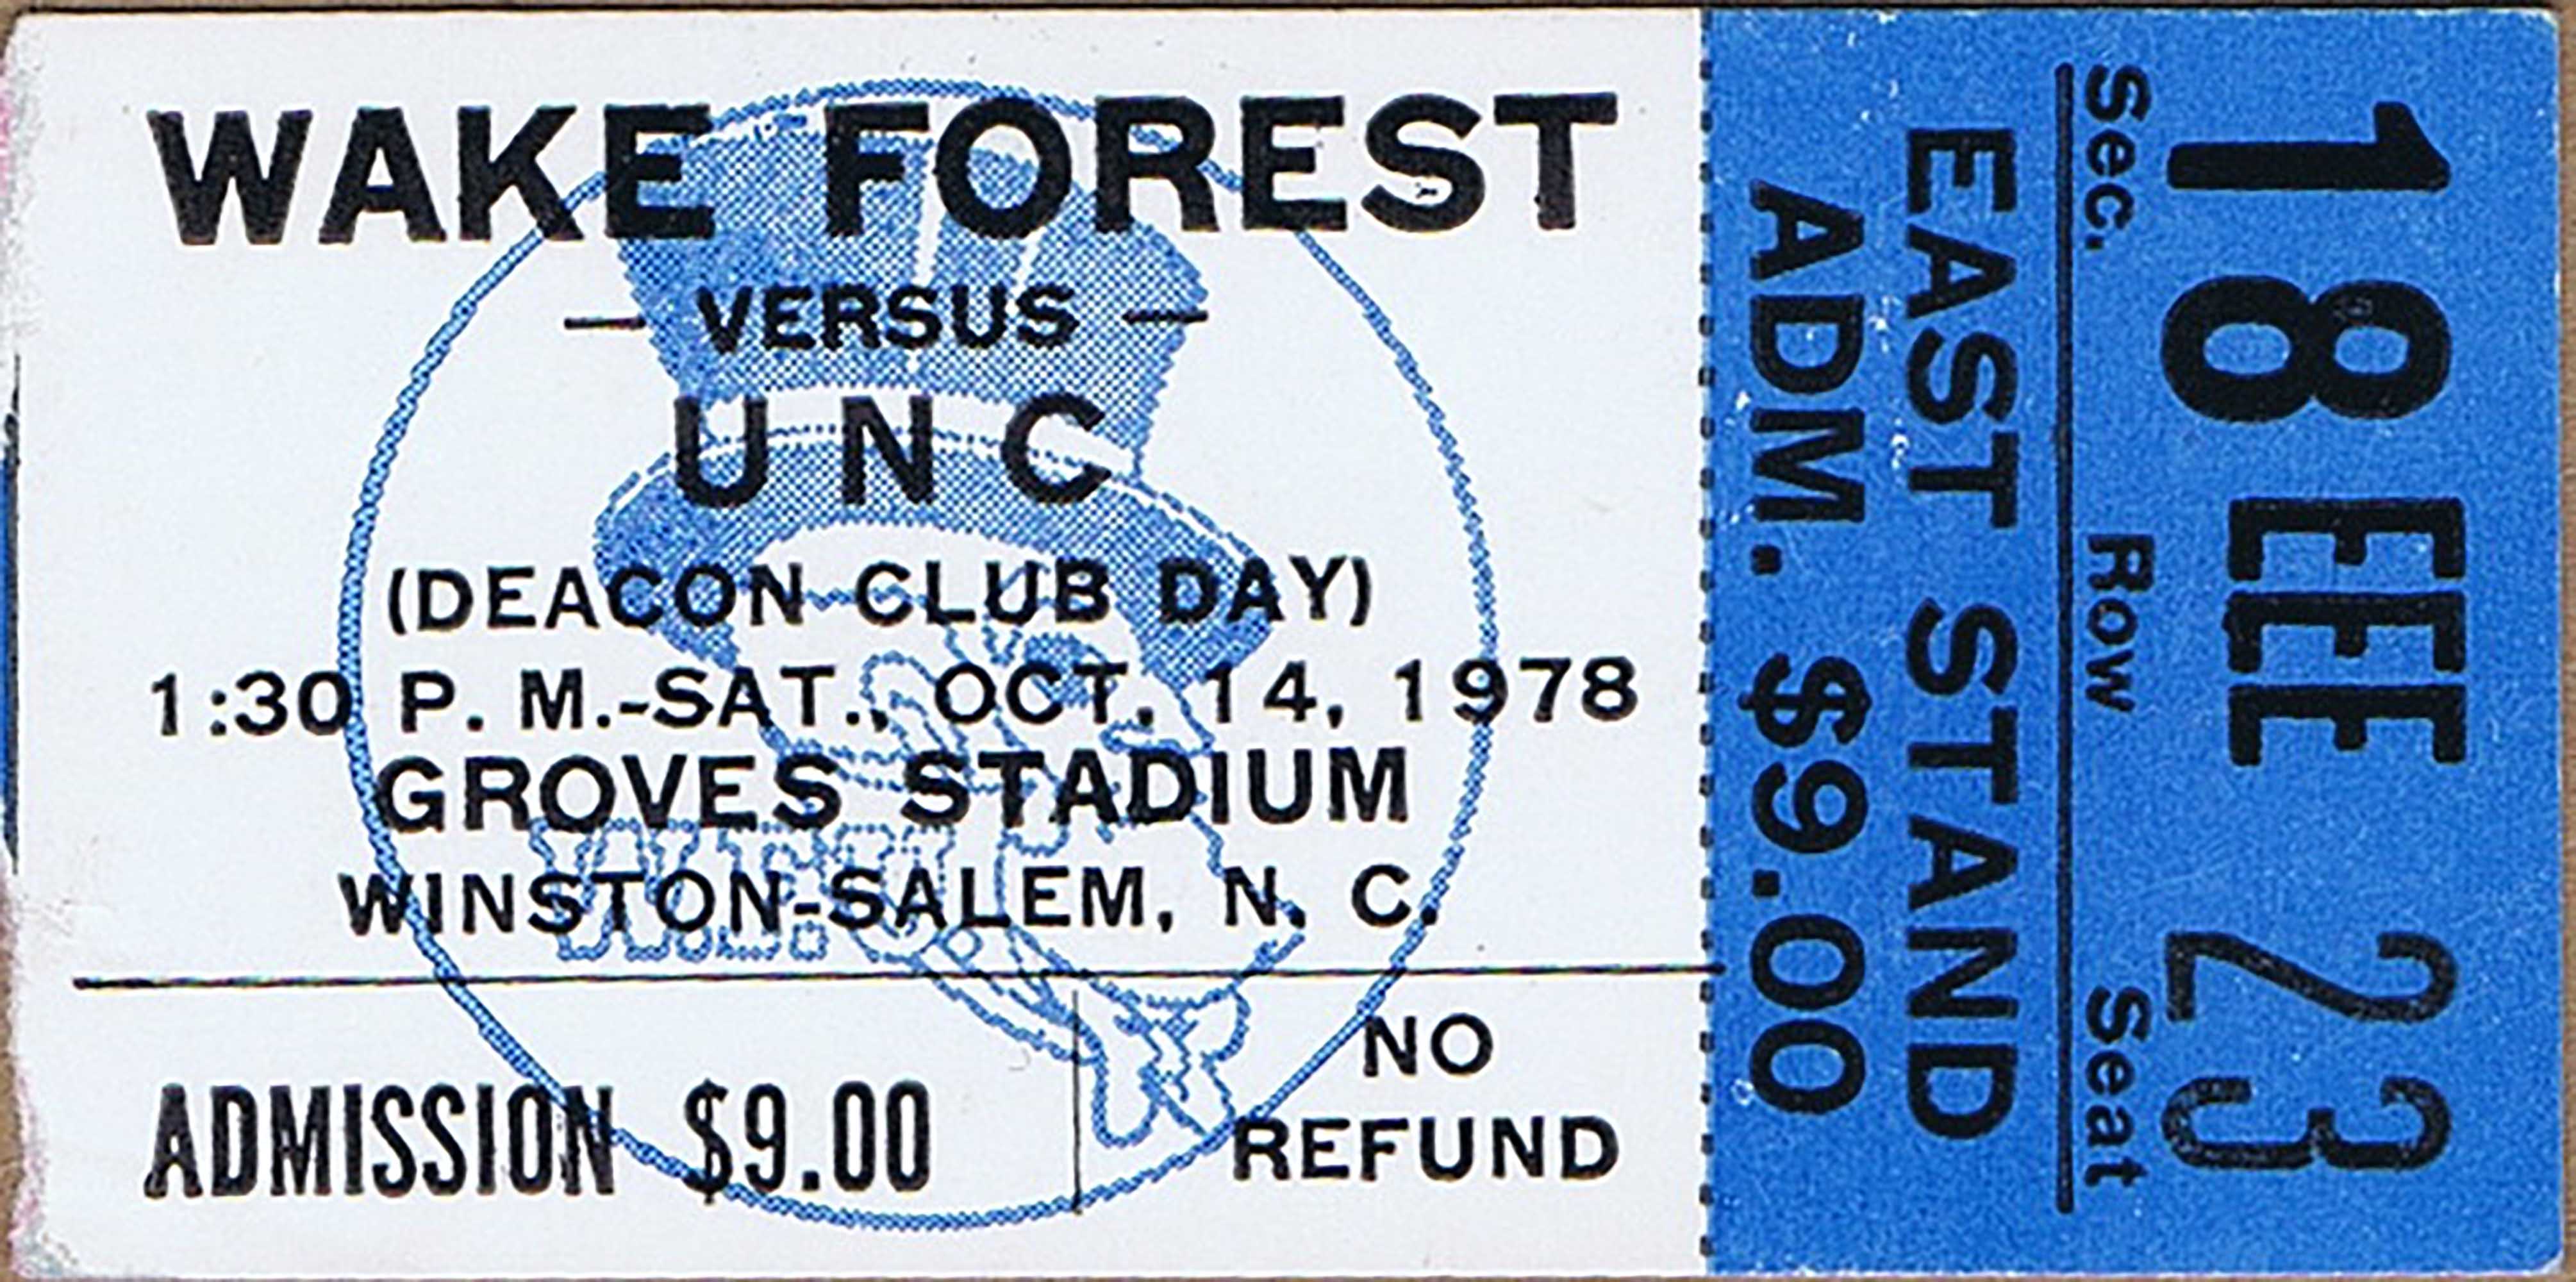 WAKE FOREST
— VERSUS —
U N C
(DEACON CLUB DAY)
1:30 P. M.-SAT., OCT. 14, 1978
GROVES STADIUM
WINSTON-SALEM, N. C.
ADMISSION $9.00
NO
REFUND
18 EEE 23
Sec. Row Seat
EAST STAND
ADM. $9.00